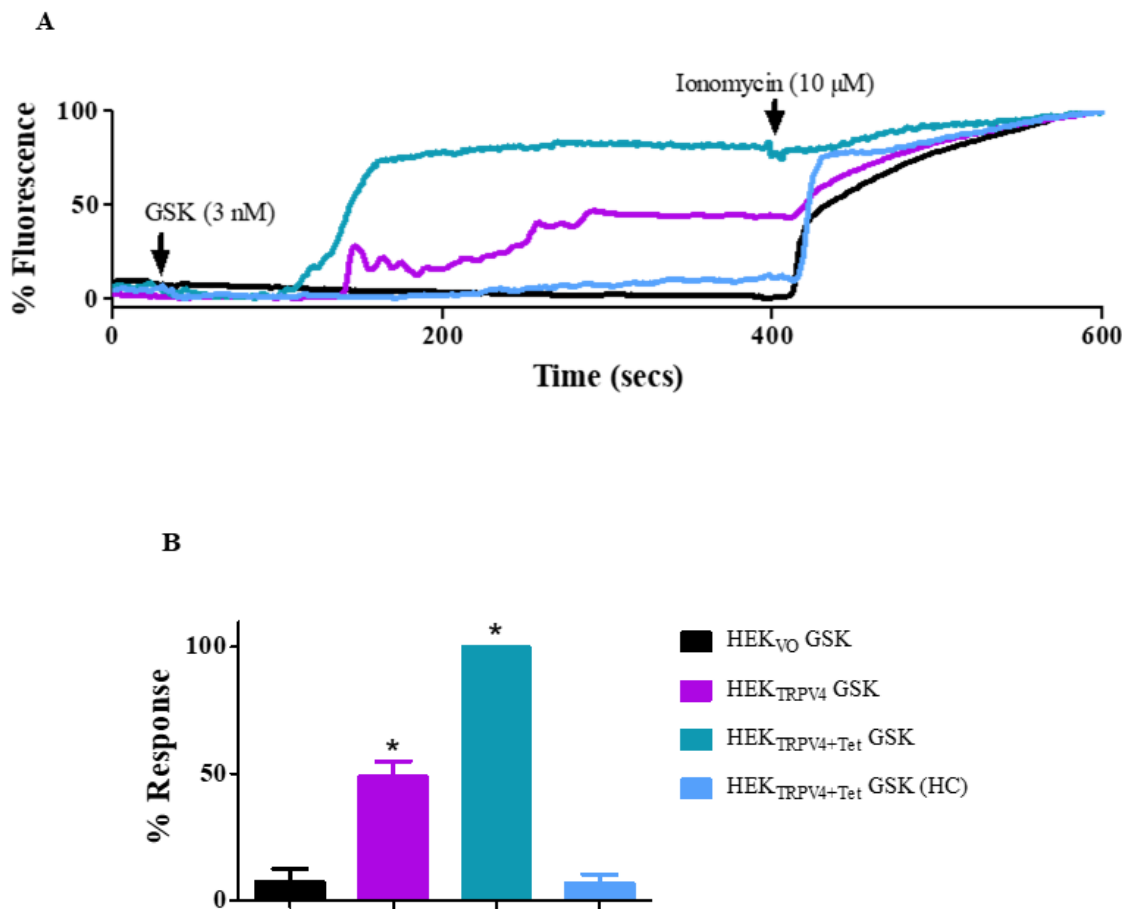 A
Ionomycin (10 μM)
GSK (3 nM)
% Fluorescence
100
50
0
0 200 400 600
Time (secs)
B
% Response
100
50
0
* *
HEKVO GSK
HEKTRPV4 GSK
HEKTRPV4+Tet GSK
HEKTRPV4+Tet GSK (HC)